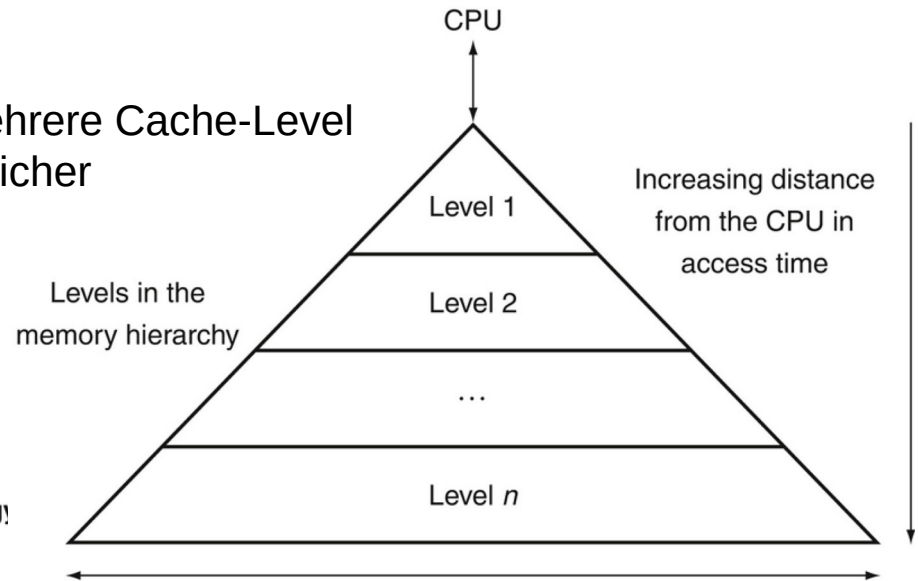 CPU
ehrere Cache-Level
icher
Level 1
Increasing distance
from the CPU in
access time
Levels in the
memory hierarchy
Level 2
...
Level n